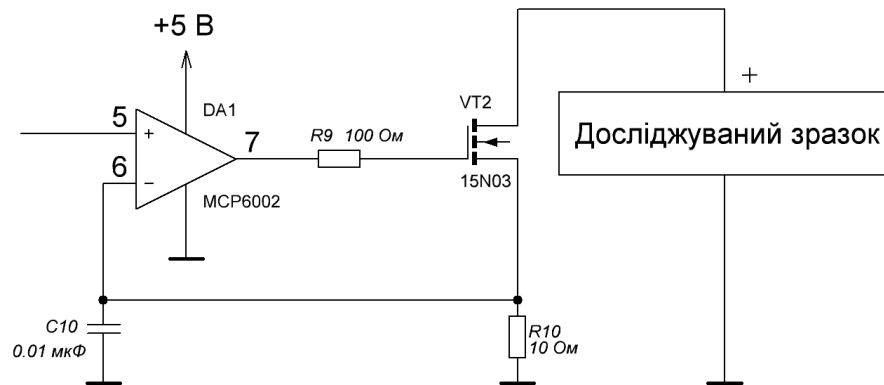 +5 В
DA1
5
+
7
R9 100 Ом
VT2
+
Досліджуваний зразок
6
−
MCP6002
15N03
C10
0.01 мкФ
R10
10 Ом